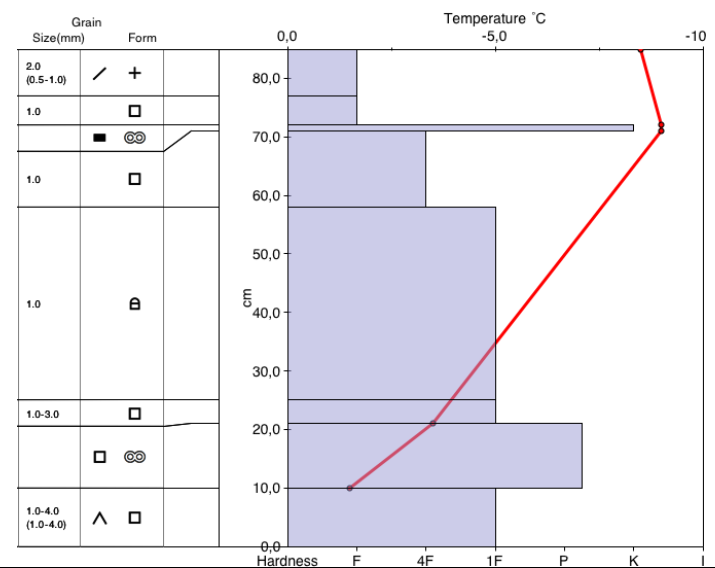 Temperature °C
Grain
Size(mm) Form
0,0 -5,0 -10
2.0
(0.5-1.0)
80,0
1.0
70,0
1.0
60,0
50,0
cm
1.0
40,0
30,0
1.0-3.0
20,0
10,0
1.0-4.0
(1.0-4.0)
0,0
Hardness F 4F 1F P K I